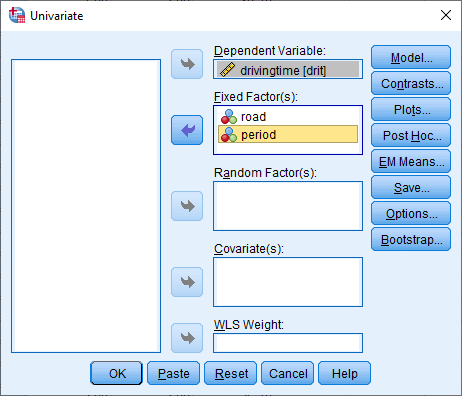 Univariate
Dependent Variable:
drivingtime [drit]
Fixed Factor(s):
road
period
Random Factor(s):
Covariate(s):
WLS Weight:
Model...
Contrasts...
Plots...
Post Hoc...
EM Means...
Save...
Options...
Bootstrap...
OK Paste Reset Cancel Help